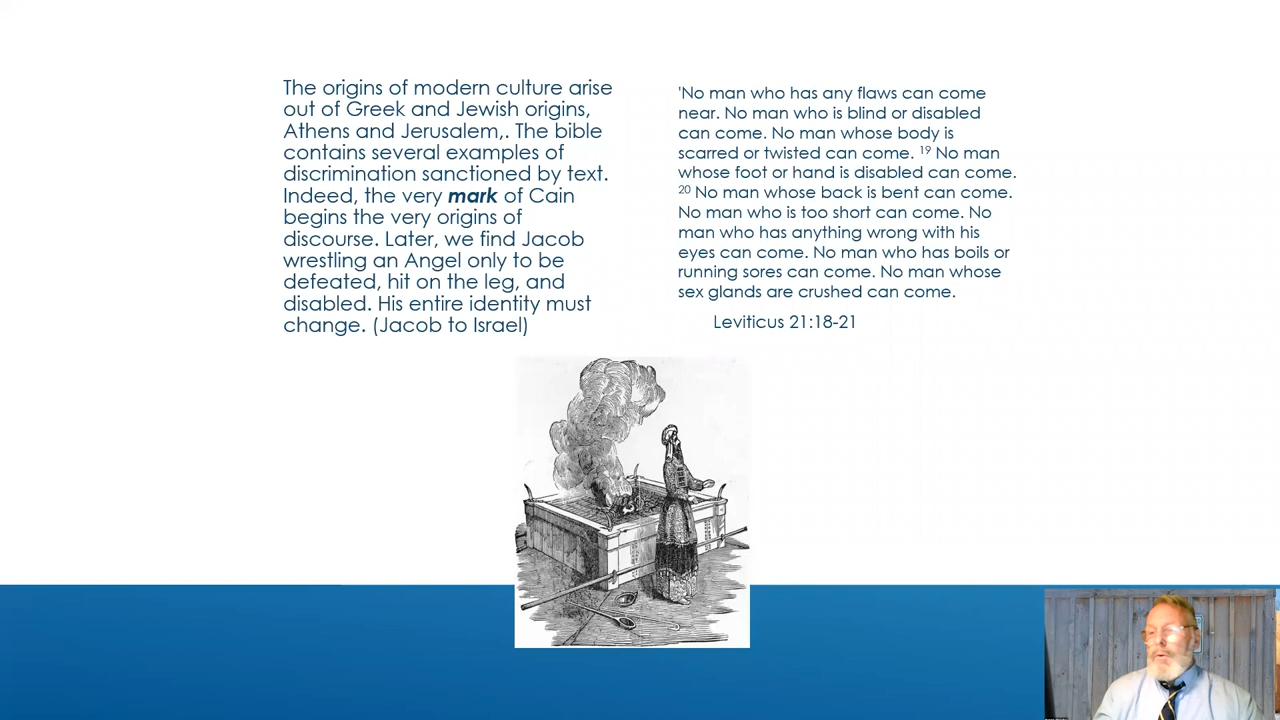 The origins of modern culture arise
out of Greek and Jewish origins,
Athens and Jerusalem,. The bible
contains several examples of
discrimination sanctioned by text.
Indeed, the very mark of Cain
begins the very origins of
discourse. Later, we find Jacob
wrestling an Angel only to be
defeated, hit on the leg, and
disabled. His entire identity must
change. (Jacob to Israel)
'No man who has any flaws can come
near. No man who is blind or disabled
can come. No man whose body is
scarred or twisted can come. 19 No man
whose foot or hand is disabled can come.
20 No man whose back is bent can come.
No man who is too short can come. No
man who has anything wrong with his
eyes can come. No man who has boils or
running sores can come. No man whose
sex glands are crushed can come.
Leviticus 21:18-21